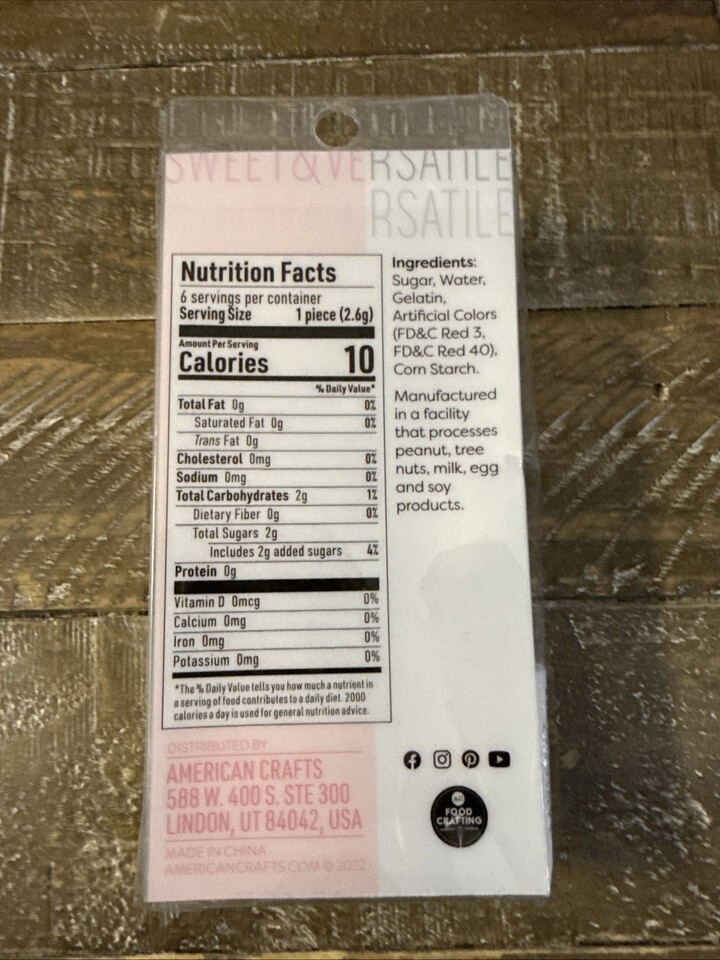 SWEET&VERSATILE
RSATILE
Nutrition Facts
6 servings per container
Serving Size 1 piece (2.6g)
Amount Per Serving
Calories 10
% Daily Value*
Total Fat 0g 0%
Saturated Fat 0g 0%
Trans Fat 0g
Cholesterol 0mg 0%
Sodium 0mg 0%
Total Carbohydrates 2g 1%
Dietary Fiber 0g 0%
Total Sugars 2g
Includes 2g added sugars 4%
Protein 0g
Vitamin D 0mcg 0%
Calcium 0mg 0%
Iron 0mg 0%
Potassium 0mg 0%
*The % Daily Value tells you how much a nutrient in
a serving of food contributes to a daily diet. 2000
calories a day is used for general nutrition advice.
Ingredients:
Sugar, Water,
Gelatin,
Artificial Colors
(FD&C Red 3,
FD&C Red 40),
Corn Starch.
Manufactured
in a facility
that processes
peanut, tree
nuts, milk, egg
and soy
products.
DISTRIBUTED BY
AMERICAN CRAFTS
588 W. 400 S. STE 300
LINDON, UT 84042, USA
MADE IN CHINA
AMERICANCRAFTS.COM © 2022
FOOD
CRAFTING